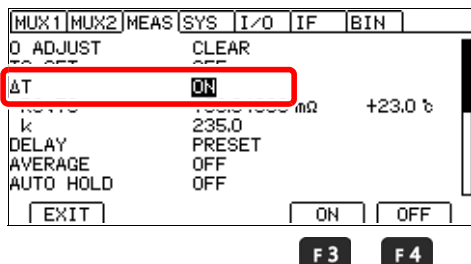 MUX1 MUX2 MEAS SYS I/O IF BIN
0 ADJUST CLEAR
ΔT ON
mΩ +23.0 ℃
k 235.0
DELAY PRESET
AVERAGE OFF
AUTO HOLD OFF
EXIT ON OFF
F3 F4